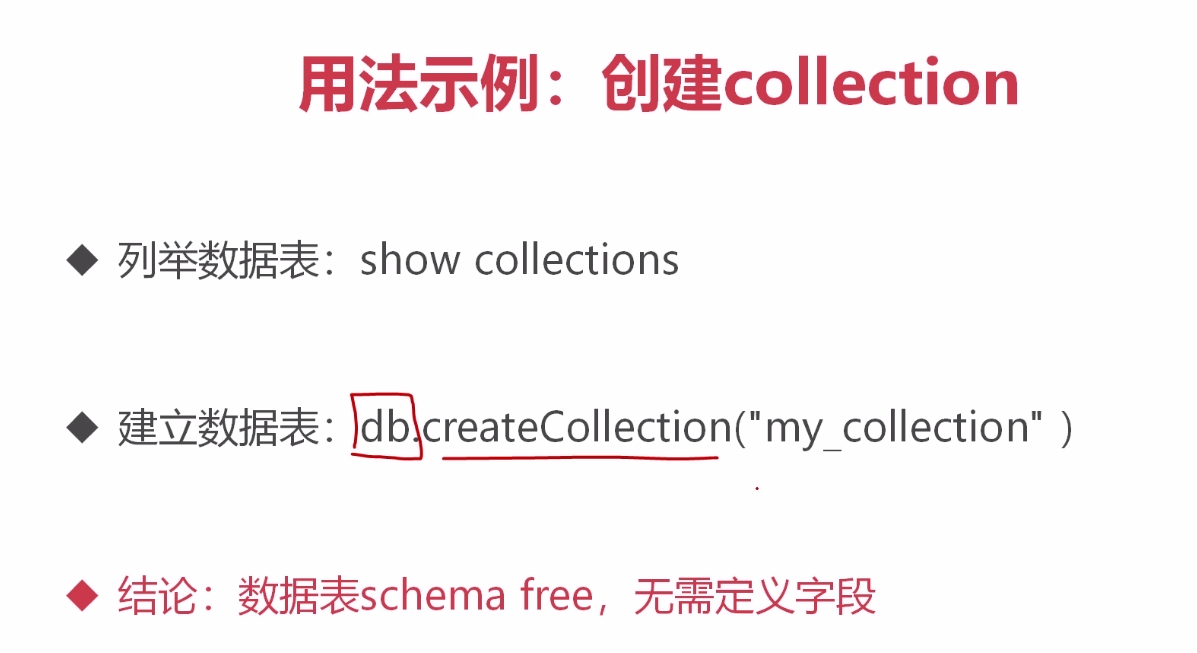 用法示例：创建collection
◆ 列举数据表：show collections
◆ 建立数据表：db.createCollection("my_collection" )
◆ 结论：数据表schema free，无需定义字段